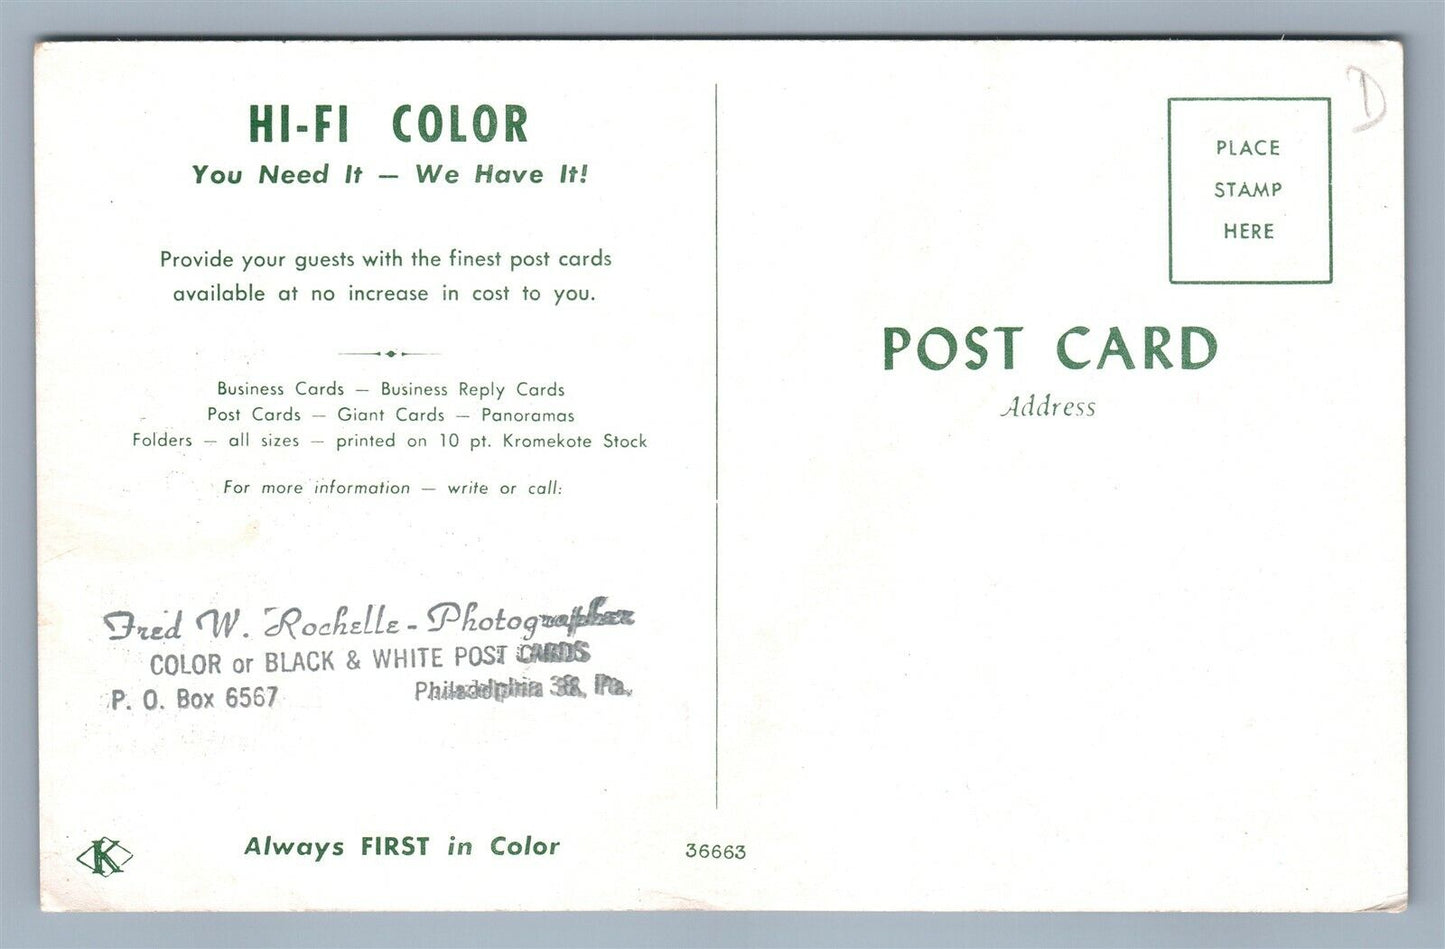 HI-FI COLOR
You Need It — We Have It!
Provide your guests with the finest post cards
available at no increase in cost to you.
Business Cards — Business Reply Cards
Post Cards — Giant Cards — Panoramas
Folders — all sizes — printed on 10 pt. Kromekote Stock
For more information — write or call:
Fred W. Rochelle - Photographer
COLOR or BLACK & WHITE POST CARDS
P. O. Box 6567 Philadelphia 38, Pa.
K
Always FIRST in Color
36663
PLACE
STAMP
HERE
POST CARD
Address
D